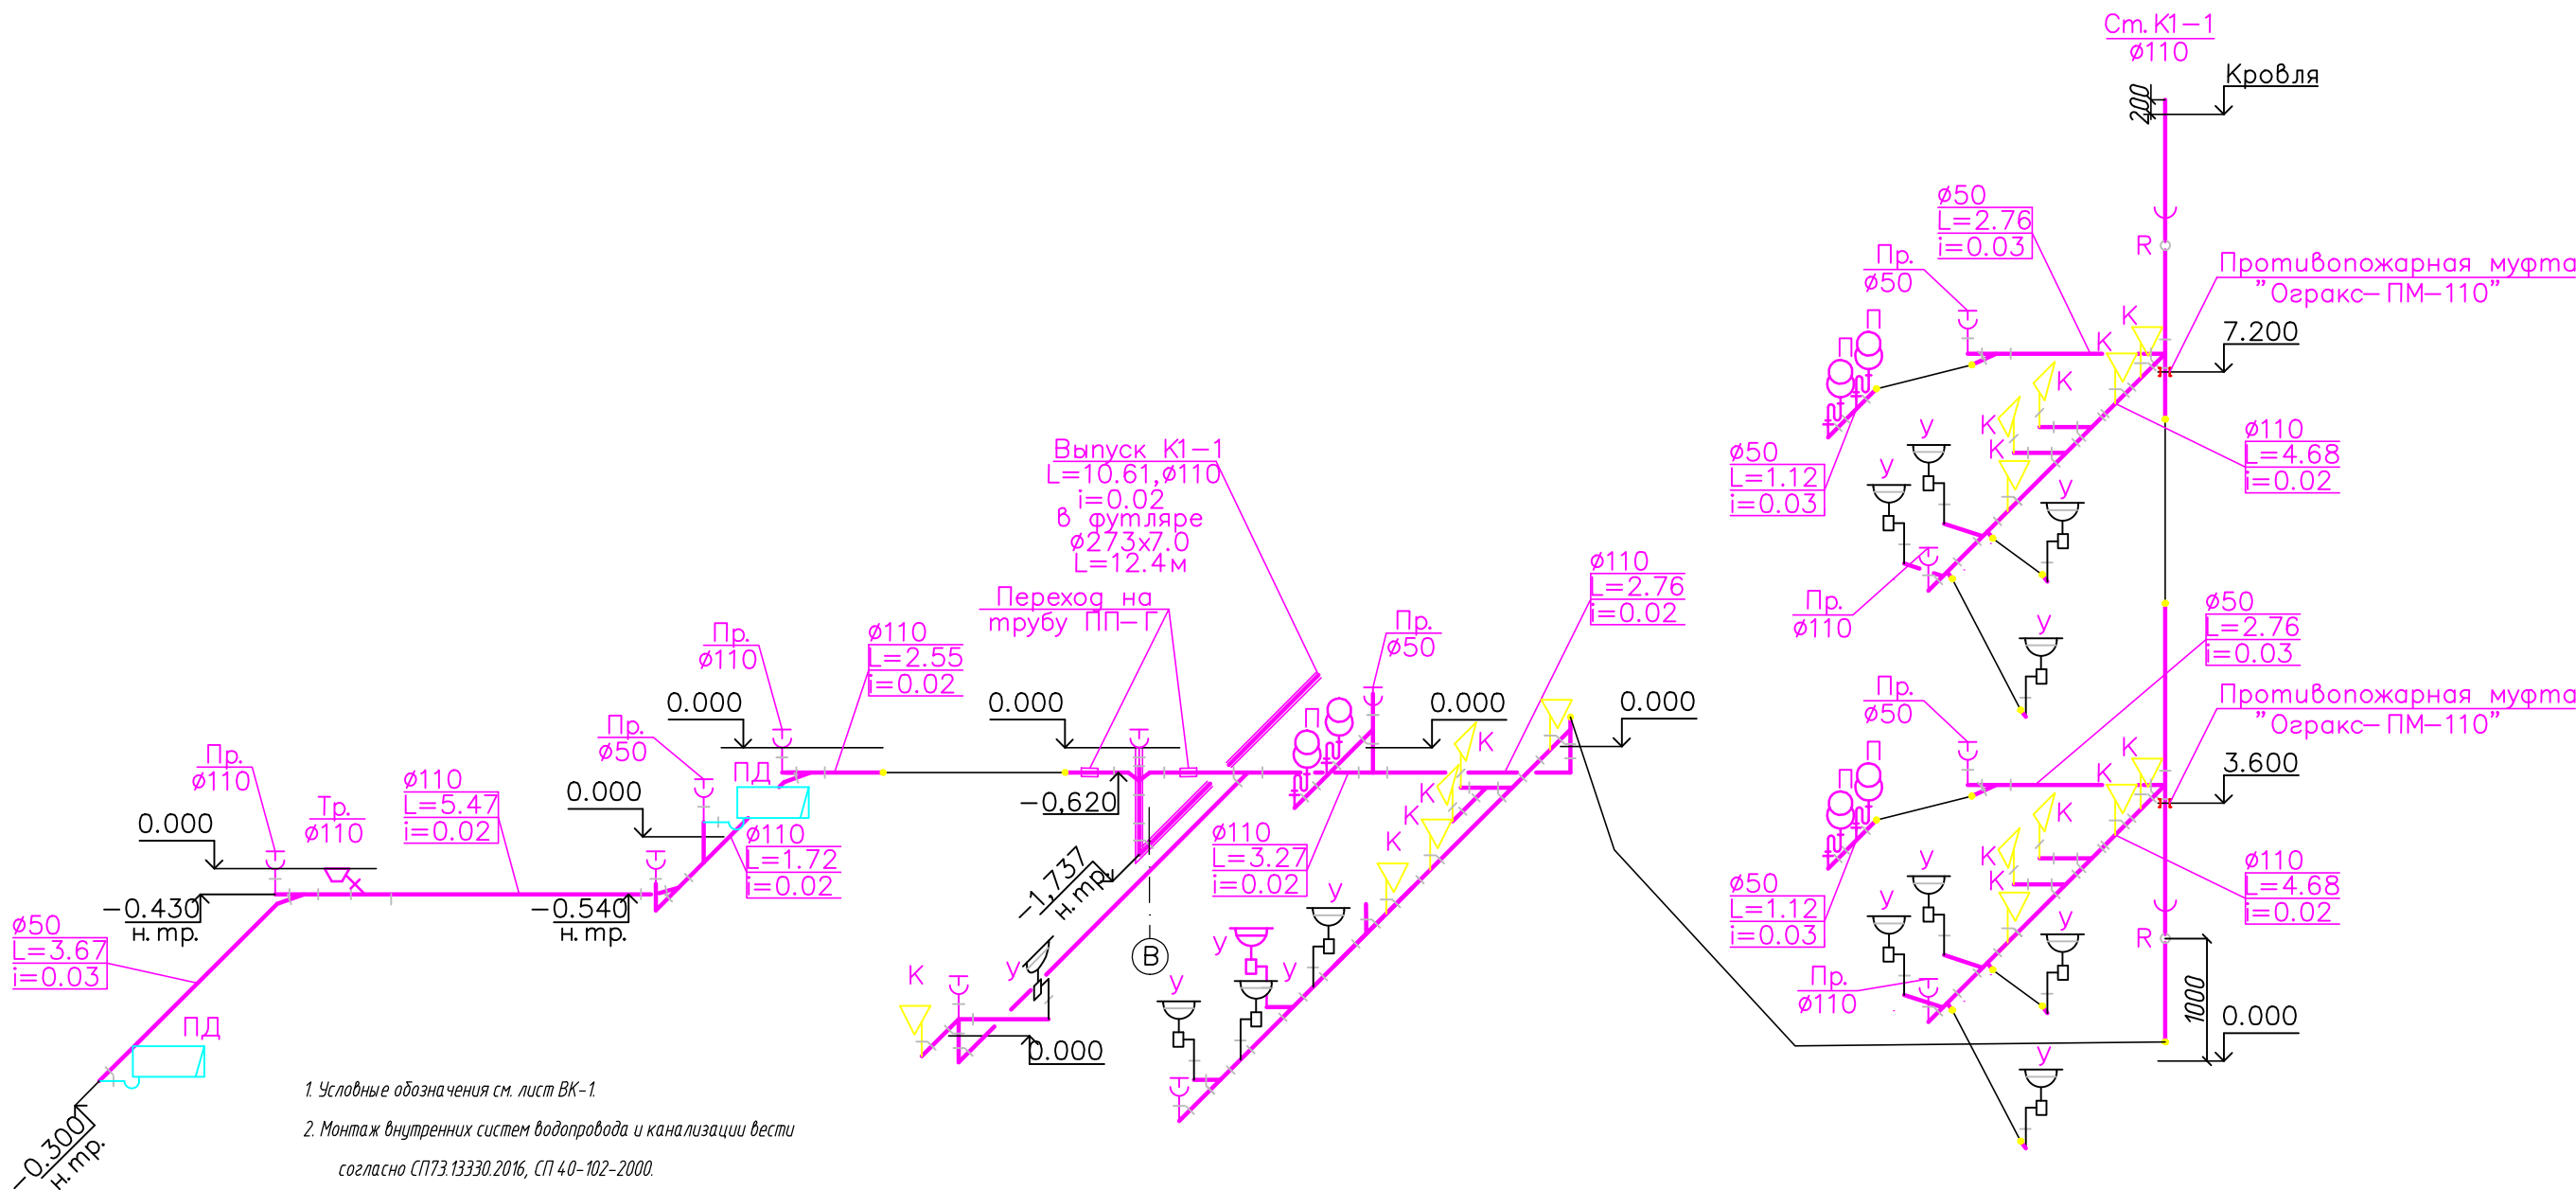 Ст. К1-1
ø110
Кровля
200
ø50
L=2.76
i=0.03
Пр.
ø50
R
Противопожарная муфта
"Огракс-ПМ-110"
7.200
П
П
К
К
К
К
К
У
У
У
У
ø50
L=1.12
i=0.03
ø110
L=4.68
i=0.02
Пр.
ø110
ø50
L=2.76
i=0.03
Пр.
ø50
Противопожарная муфта
"Огракс-ПМ-110"
3.600
П
П
К
К
К
К
К
У
У
У
У
ø50
L=1.12
i=0.03
ø110
L=4.68
i=0.02
Пр.
ø110
R
1000
0.000
Выпуск К1-1
L=10.61,ø110
i=0.02
в футляре
ø273х7.0
L=12.4м
Переход на
трубу ПП-Г
ø110
L=2.76
i=0.02
Пр.
ø50
0.000
0.000
П
К
К
К
К
ø110
L=3.27
i=0.02
У
У
У
У
0.000
-0,620
-1,737
н.тр.
В
К
У
0.000
Пр.
ø110
ø110
L=2.55
i=0.02
0.000
Пр.
ø50
ПД
0.000
ø110
L=1.72
i=0.02
-0.540
н.тр.
Пр.
ø110
Тр.
ø110
ø110
L=5.47
i=0.02
0.000
-0.430
н.тр.
ø50
L=3.67
i=0.03
ПД
-0.300
н.тр.
1. Условные обозначения см. лист ВК-1.
2. Монтаж внутренних систем водопровода и канализации вести
согласно СП73.13330.2016, СП 40-102-2000.